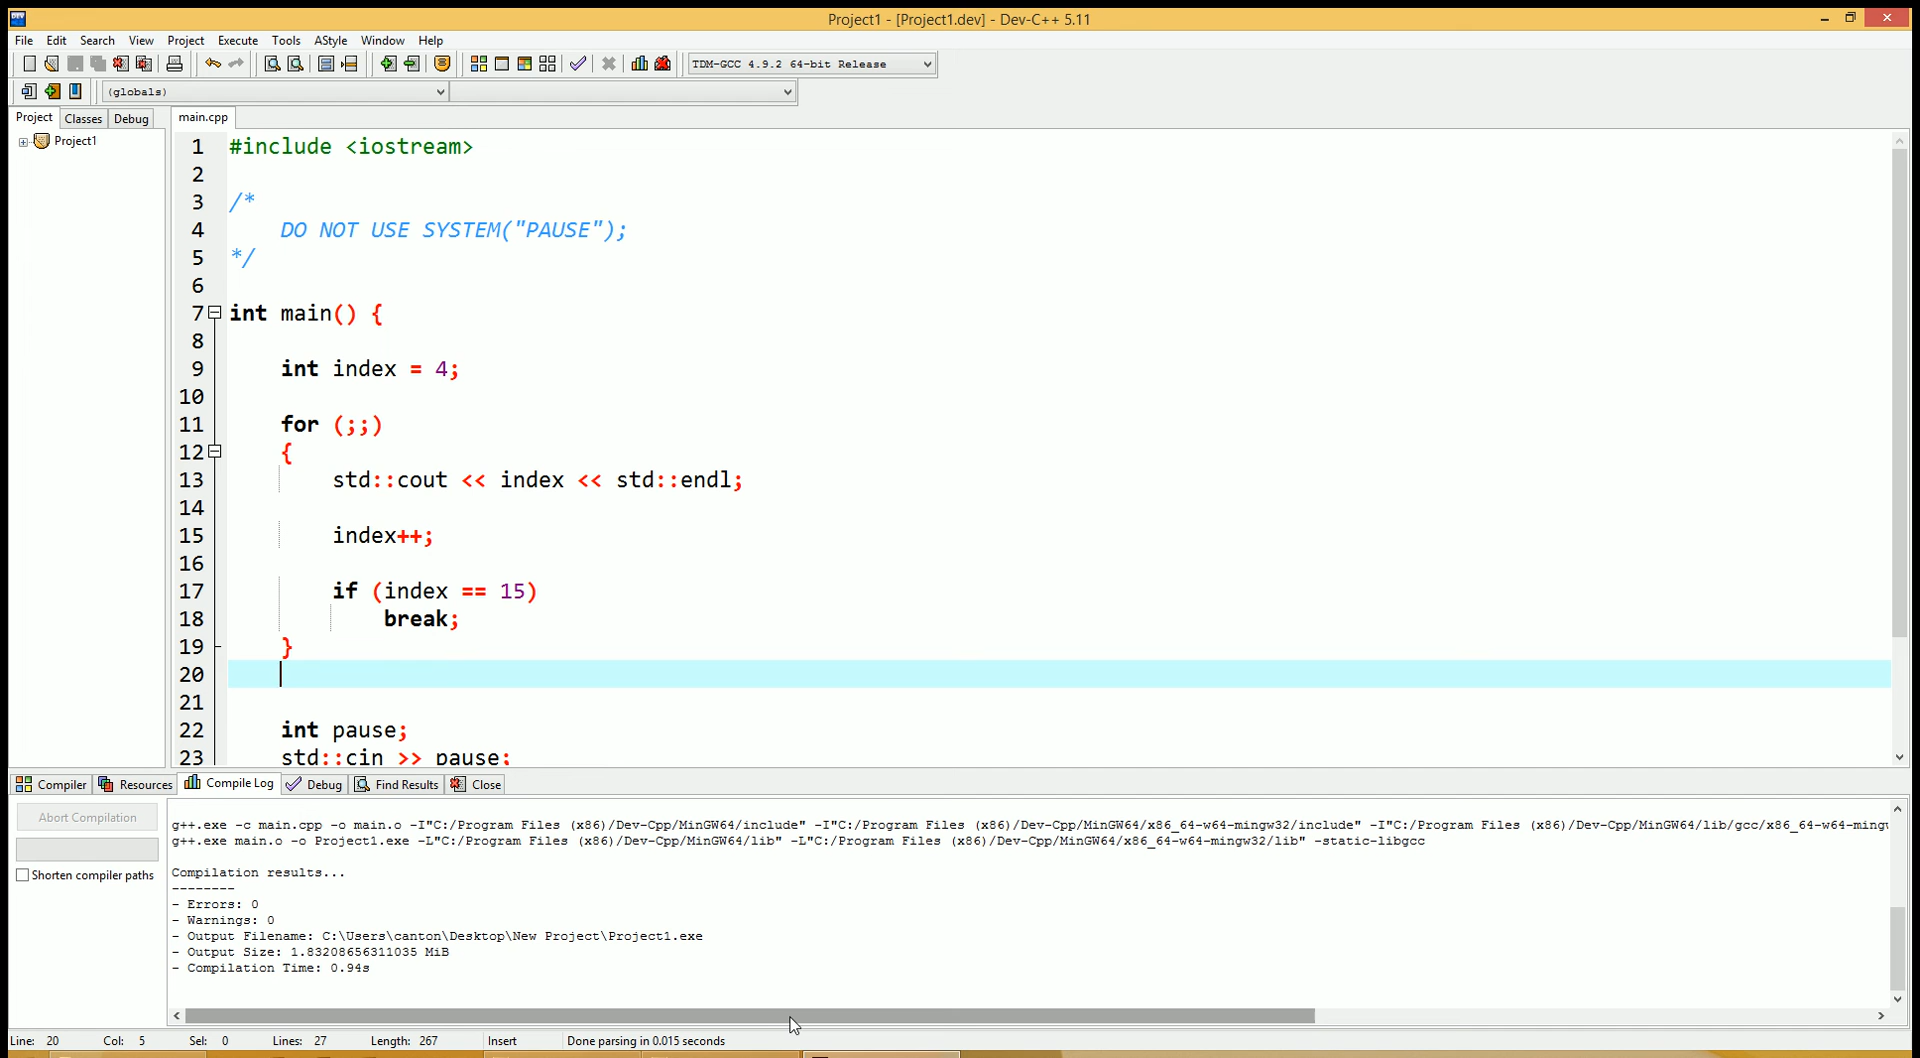 Project1 - [Project1.dev] - Dev-C++ 5.11
File Edit Search View Project Execute Tools AStyle Window Help
TDM-GCC 4.9.2 64-bit Release
(globals)
Project Classes Debug main.cpp
Project1
1 #include <iostream>
2
3 /*
4 DO NOT USE SYSTEM("PAUSE");
5 */
6
7 int main() {
8
9 int index = 4;
10
11 for (;;)
12 {
13 std::cout << index << std::endl;
14
15 index++;
16
17 if (index == 15)
18 break;
19 }
20
21
22 int pause;
23 std::cin >> pause;
Compiler Resources Compile Log Debug Find Results Close
Abort Compilation
Shorten compiler paths
g++.exe -c main.cpp -o main.o -I"C:/Program Files (x86)/Dev-Cpp/MinGW64/include" -I"C:/Program Files (x86)/Dev-Cpp/MinGW64/x86_64-w64-mingw32/include" -I"C:/Program Files (x86)/Dev-Cpp/MinGW64/lib/gcc/x86_64-w64-ming
g++.exe main.o -o Project1.exe -L"C:/Program Files (x86)/Dev-Cpp/MinGW64/lib" -L"C:/Program Files (x86)/Dev-Cpp/MinGW64/x86_64-w64-mingw32/lib" -static-libgcc
Compilation results...
--------
- Errors: 0
- Warnings: 0
- Output Filename: C:\Users\canton\Desktop\New Project\Project1.exe
- Output Size: 1.83208656311035 MiB
- Compilation Time: 0.94s
Line: 20 Col: 5 Sel: 0 Lines: 27 Length: 267 Insert Done parsing in 0.015 seconds